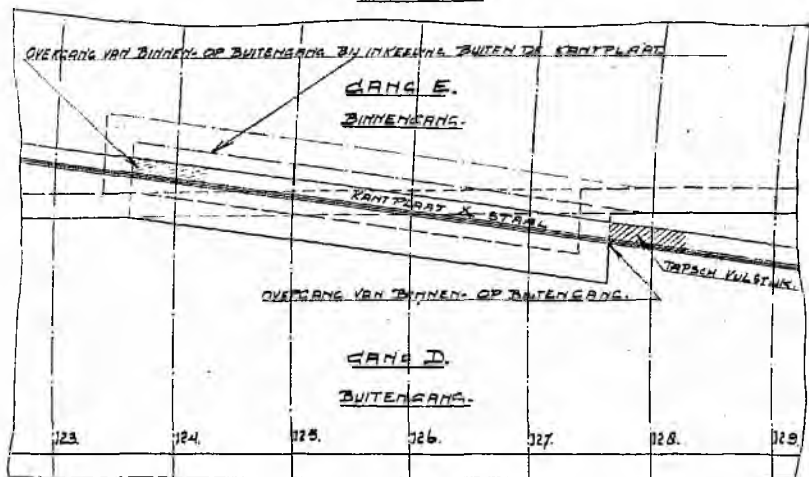 OVERGANG VAN BINNEN- OP BUITENGANG BIJ INKEELING BUITEN DE KANTPLAAT
GANG E.
BINNENGANG.
KANTPLAAT X-STAAL
TAPSCH VULSTUK.
OVERGANG VAN BINNEN- OP BUITENGANG.
GANG D.
BUITENGANG.
123. 124. 125. 126. 127. 128. 129